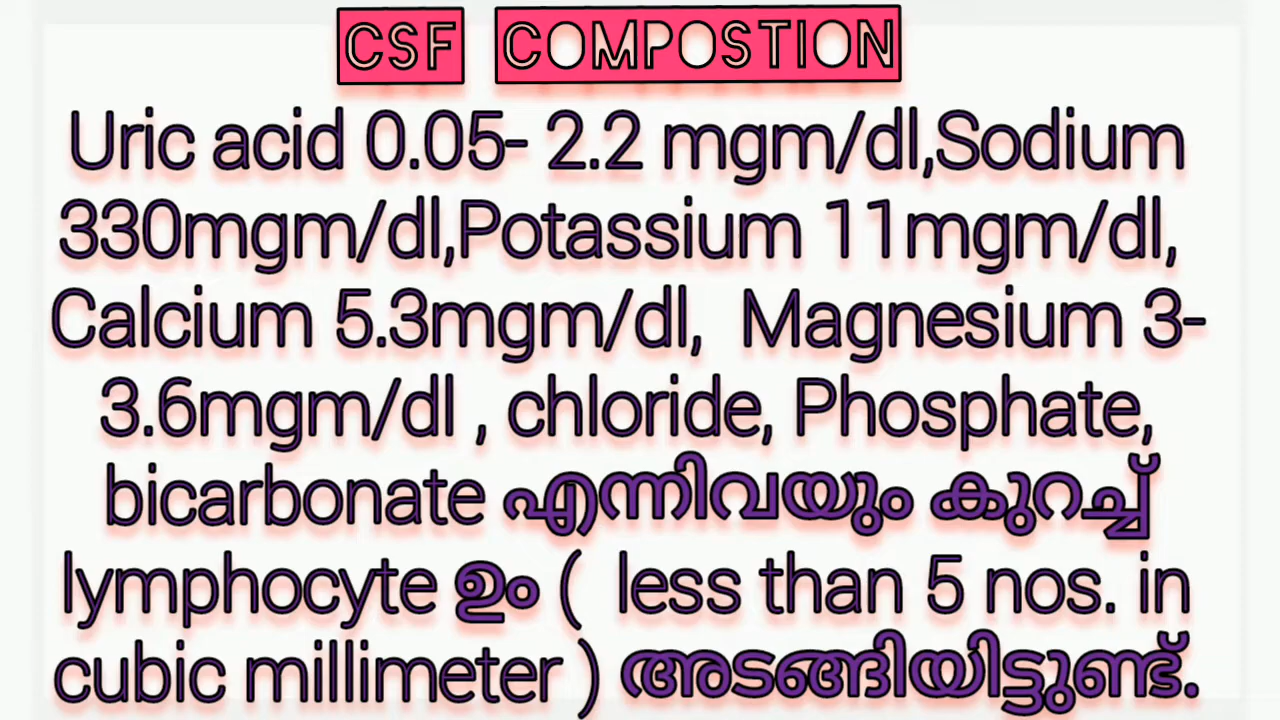 CSF COMPOSTION
Uric acid 0.05- 2.2 mgm/dl,Sodium
330mgm/dl,Potassium 11mgm/dl,
Calcium 5.3mgm/dl, Magnesium 3-
3.6mgm/dl , chloride, Phosphate,
bicarbonate എന്നിവയും കുറച്ച്
lymphocyte ഉം ( less than 5 nos. in
cubic millimeter ) അടങ്ങിയിട്ടുണ്ട്.